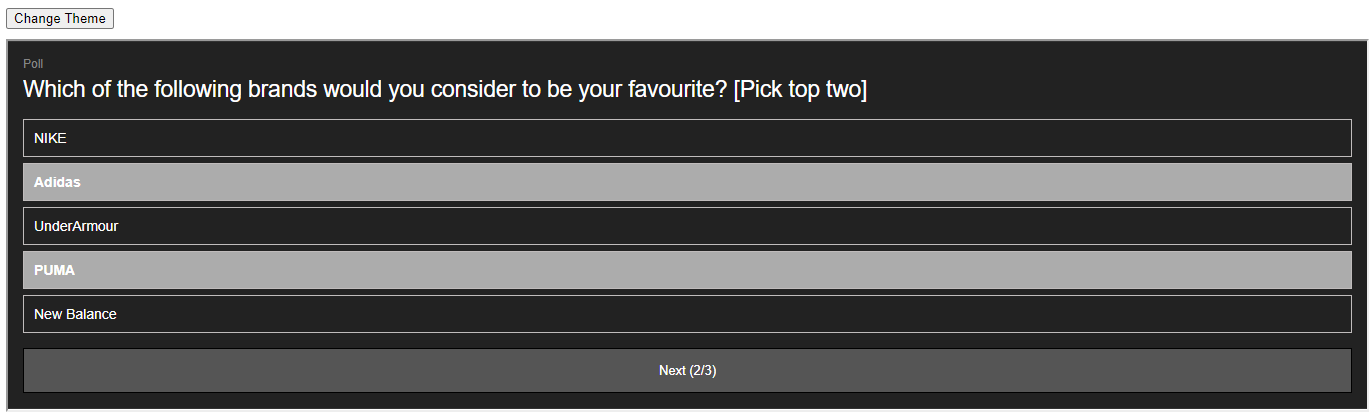 Change Theme
Poll
Which of the following brands would you consider to be your favourite? [Pick top two]
NIKE
Adidas
UnderArmour
PUMA
New Balance
Next (2/3)